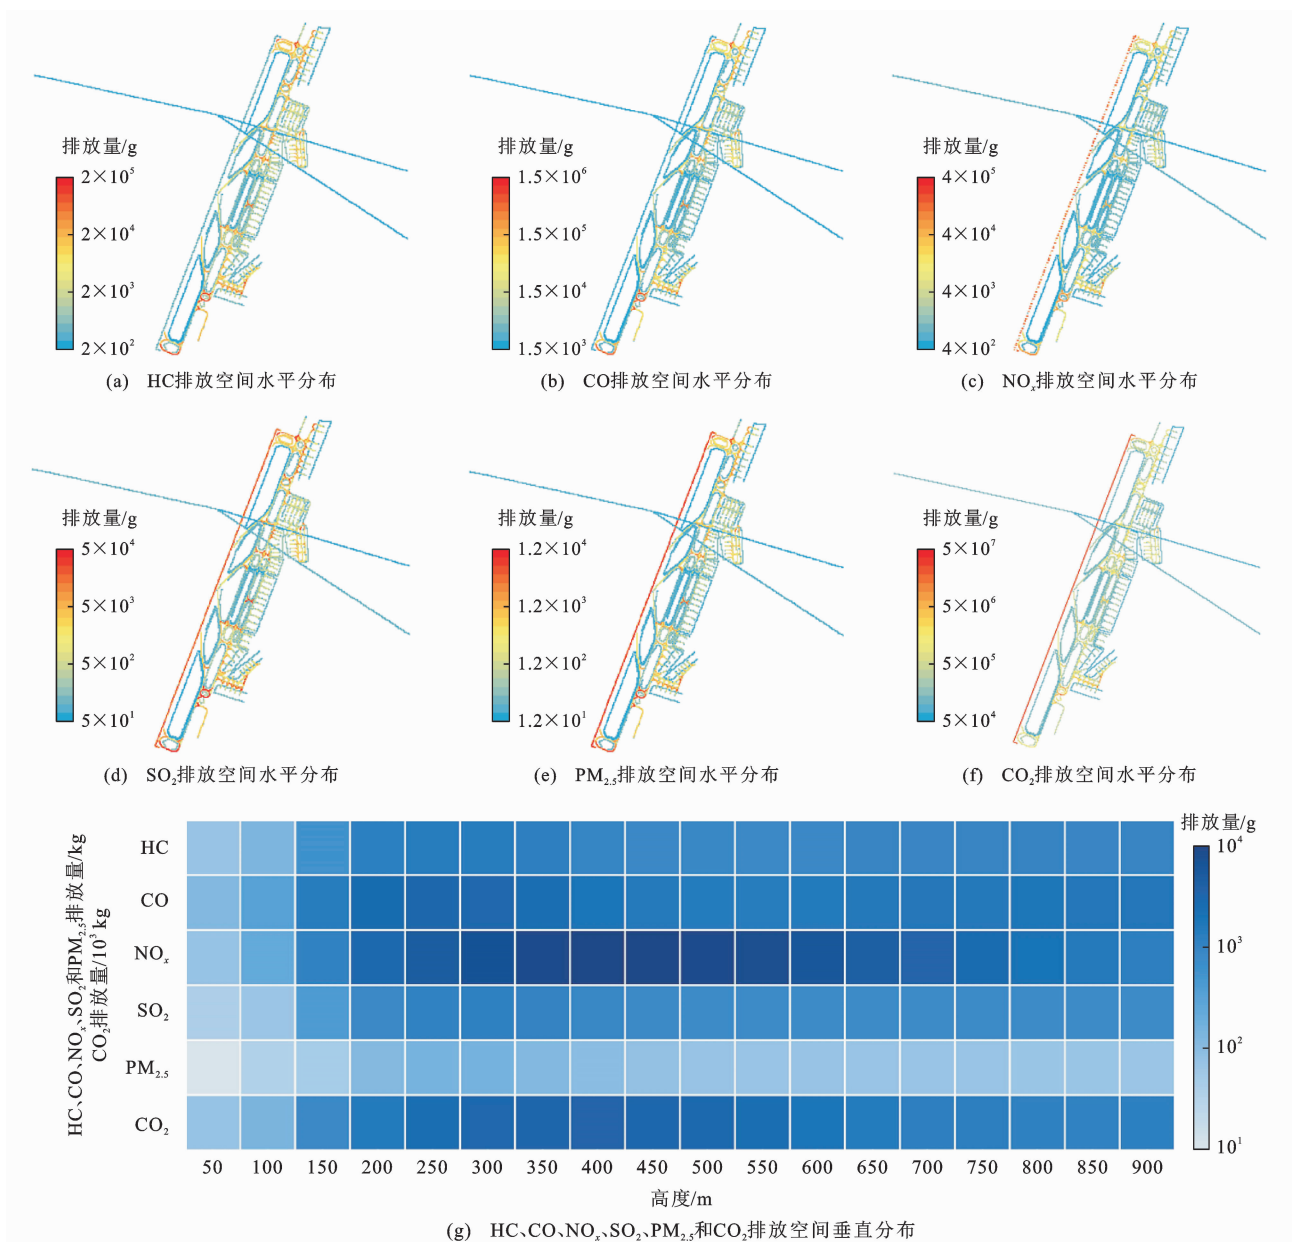 排放量/g
2×10⁵
2×10⁴
2×10³
2×10²
(a) HC排放空间水平分布
排放量/g
1.5×10⁶
1.5×10⁵
1.5×10⁴
1.5×10³
(b) CO排放空间水平分布
排放量/g
4×10⁵
4×10⁴
4×10³
4×10²
(c) NOₓ排放空间水平分布
排放量/g
5×10⁴
5×10³
5×10²
5×10¹
(d) SO₂排放空间水平分布
排放量/g
1.2×10⁴
1.2×10³
1.2×10²
1.2×10¹
(e) PM₂.₅排放空间水平分布
排放量/g
5×10⁷
5×10⁶
5×10⁵
5×10⁴
(f) CO₂排放空间水平分布
HC、CO、NOₓ、SO₂和PM₂.₅排放量/kg
CO₂排放量/10³ kg
HC
CO
NOₓ
SO₂
PM₂.₅
CO₂
50 100 150 200 250 300 350 400 450 500 550 600 650 700 750 800 850 900
高度/m
排放量/g
10⁴
10³
10²
10¹
(g) HC、CO、NOₓ、SO₂、PM₂.₅和CO₂排放空间垂直分布